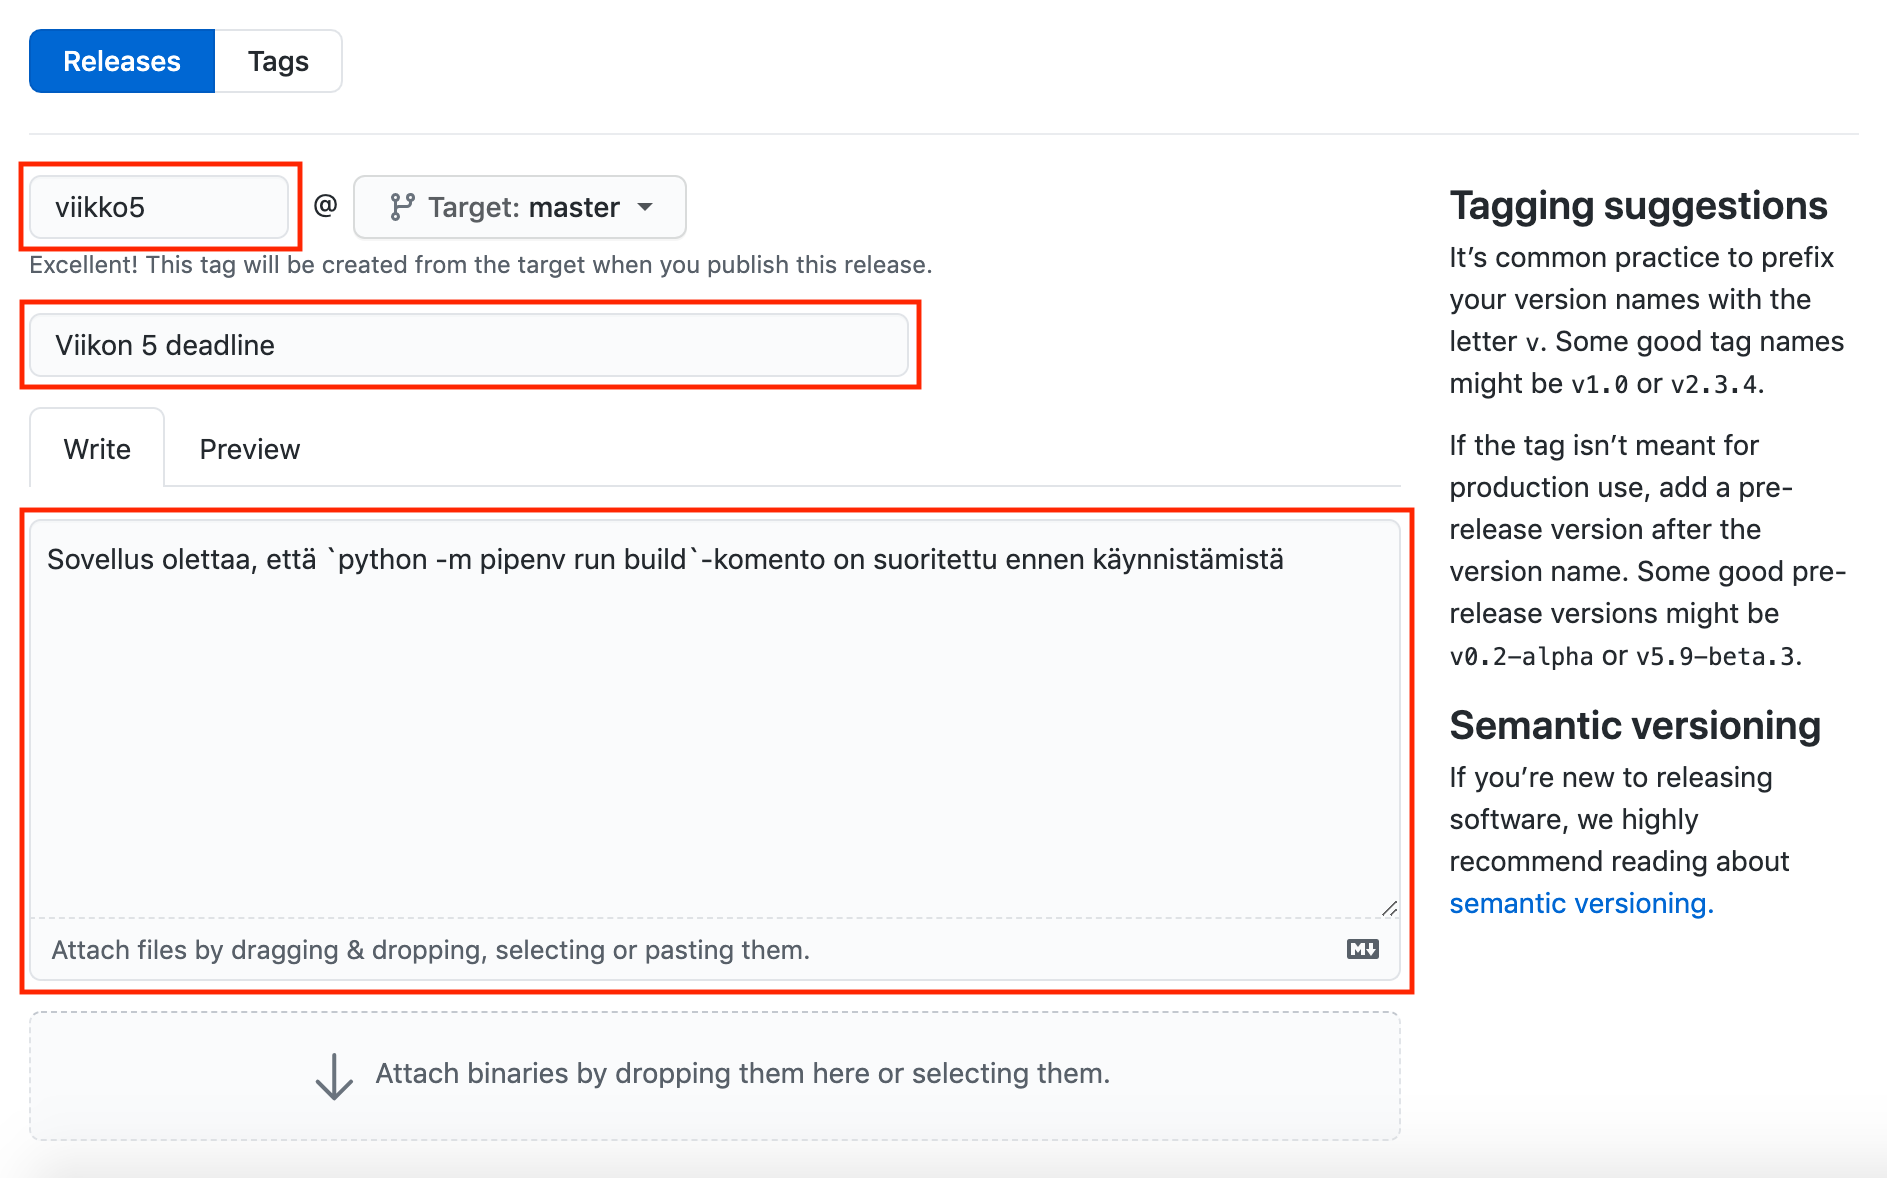 Releases Tags
viikko5 @ Target: master
Excellent! This tag will be created from the target when you publish this release.
Viikon 5 deadline
Write Preview
Sovellus olettaa, että `python -m pipenv run build`-komento on suoritettu ennen käynnistämistä
Attach files by dragging & dropping, selecting or pasting them.
Attach binaries by dropping them here or selecting them.
Tagging suggestions
It’s common practice to prefix
your version names with the
letter v. Some good tag names
might be v1.0 or v2.3.4.
If the tag isn’t meant for
production use, add a pre-
release version after the
version name. Some good pre-
release versions might be
v0.2-alpha or v5.9-beta.3.
Semantic versioning
If you’re new to releasing
software, we highly
recommend reading about
semantic versioning.